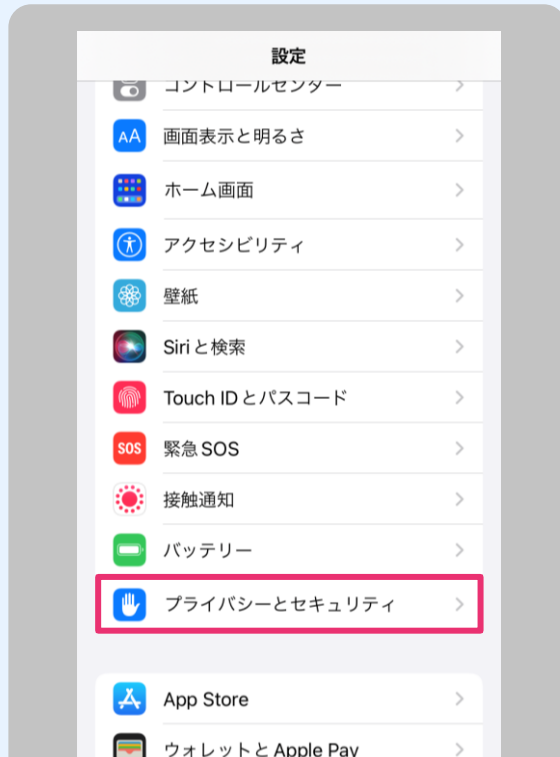 設定
コントロールセンター
AA 画面表示と明るさ
ホーム画面
アクセシビリティ
壁紙
Siriと検索
Touch IDとパスコード
SOS 緊急SOS
接触通知
バッテリー
プライバシーとセキュリティ
App Store
ウォレットとApple Pay